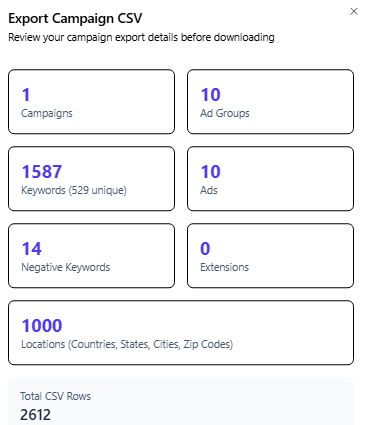 Export Campaign CSV
Review your campaign export details before downloading
1
Campaigns
10
Ad Groups
1587
Keywords (529 unique)
10
Ads
14
Negative Keywords
0
Extensions
1000
Locations (Countries, States, Cities, Zip Codes)
Total CSV Rows
2612